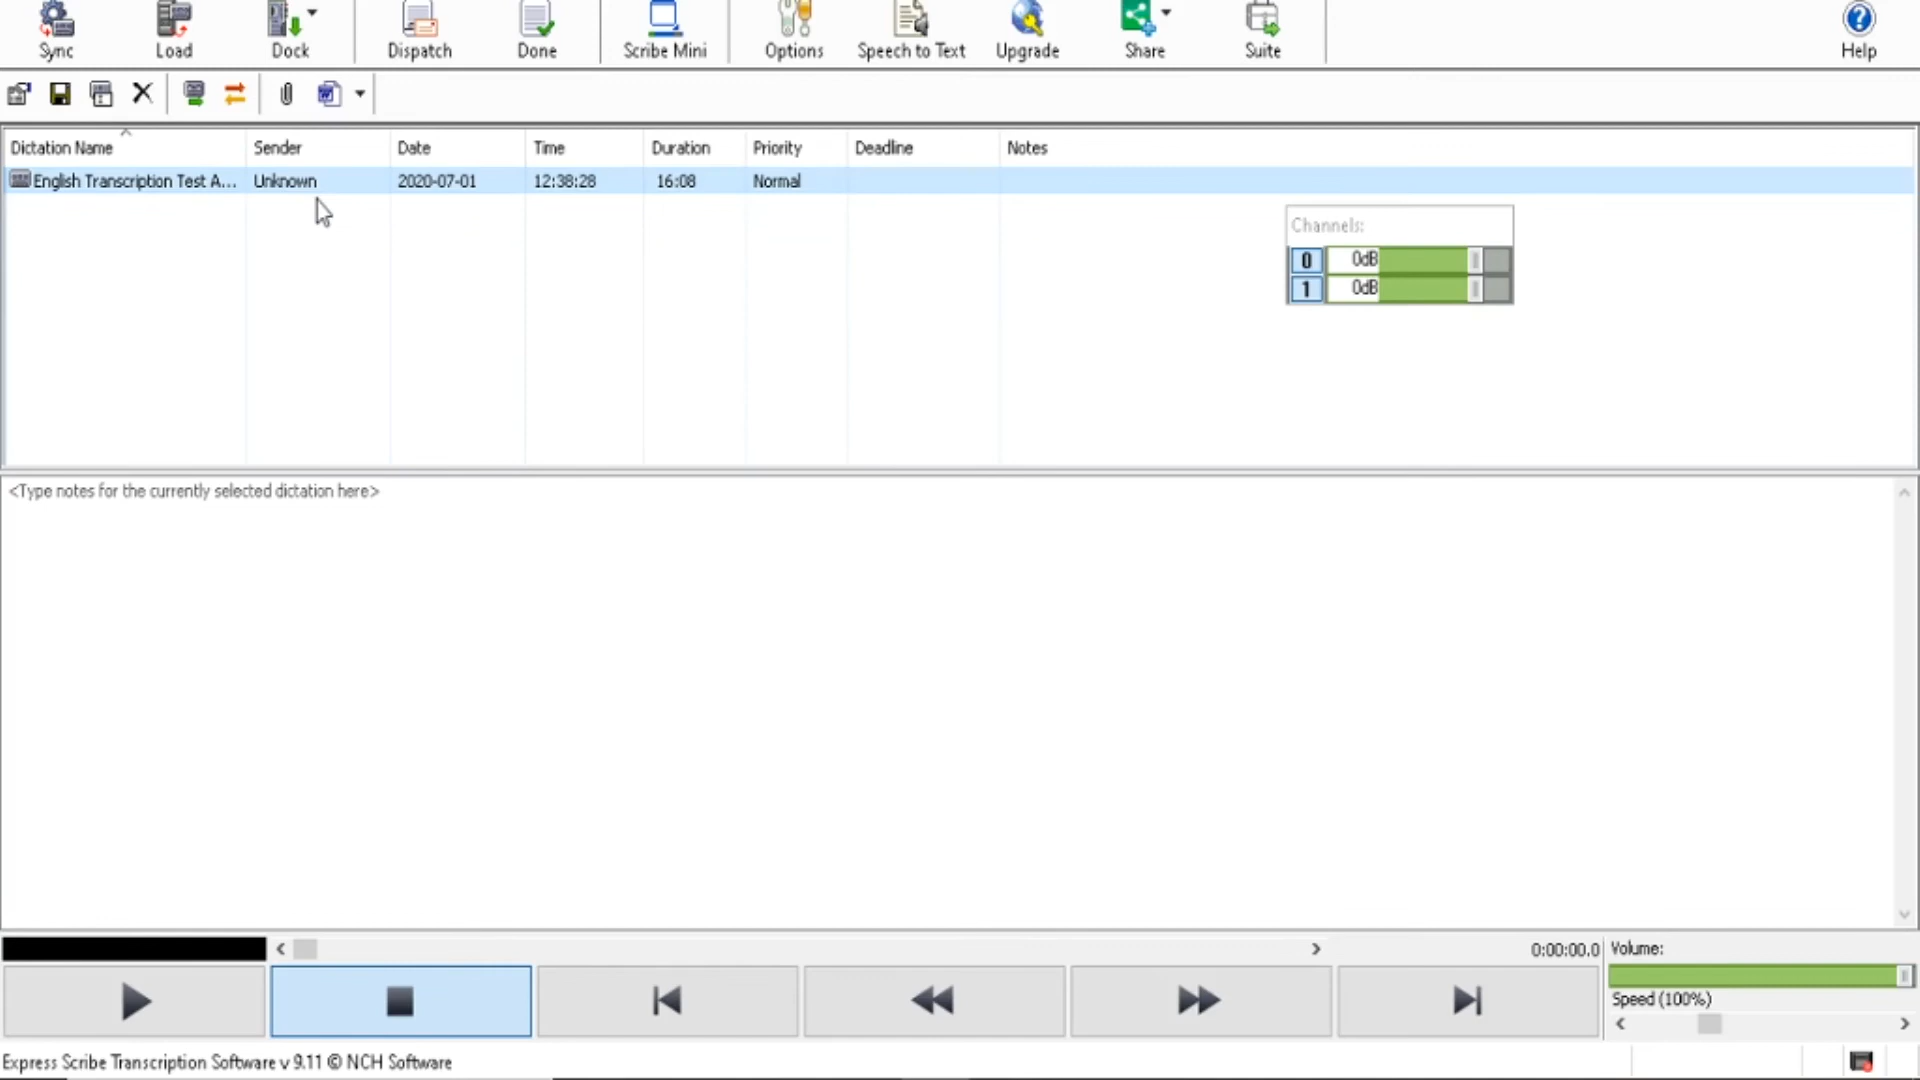 Sync Load Dock Dispatch Done Scribe Mini Options Speech to Text Upgrade Share Suite Help
Dictation Name Sender Date Time Duration Priority Deadline Notes
English Transcription Test A... Unknown 2020-07-01 12:38:28 16:08 Normal
Channels:
0 0dB
1 0dB
<Type notes for the currently selected dictation here>
0:00:00.0 Volume:
Speed (100%)
Express Scribe Transcription Software v 9.11 © NCH Software